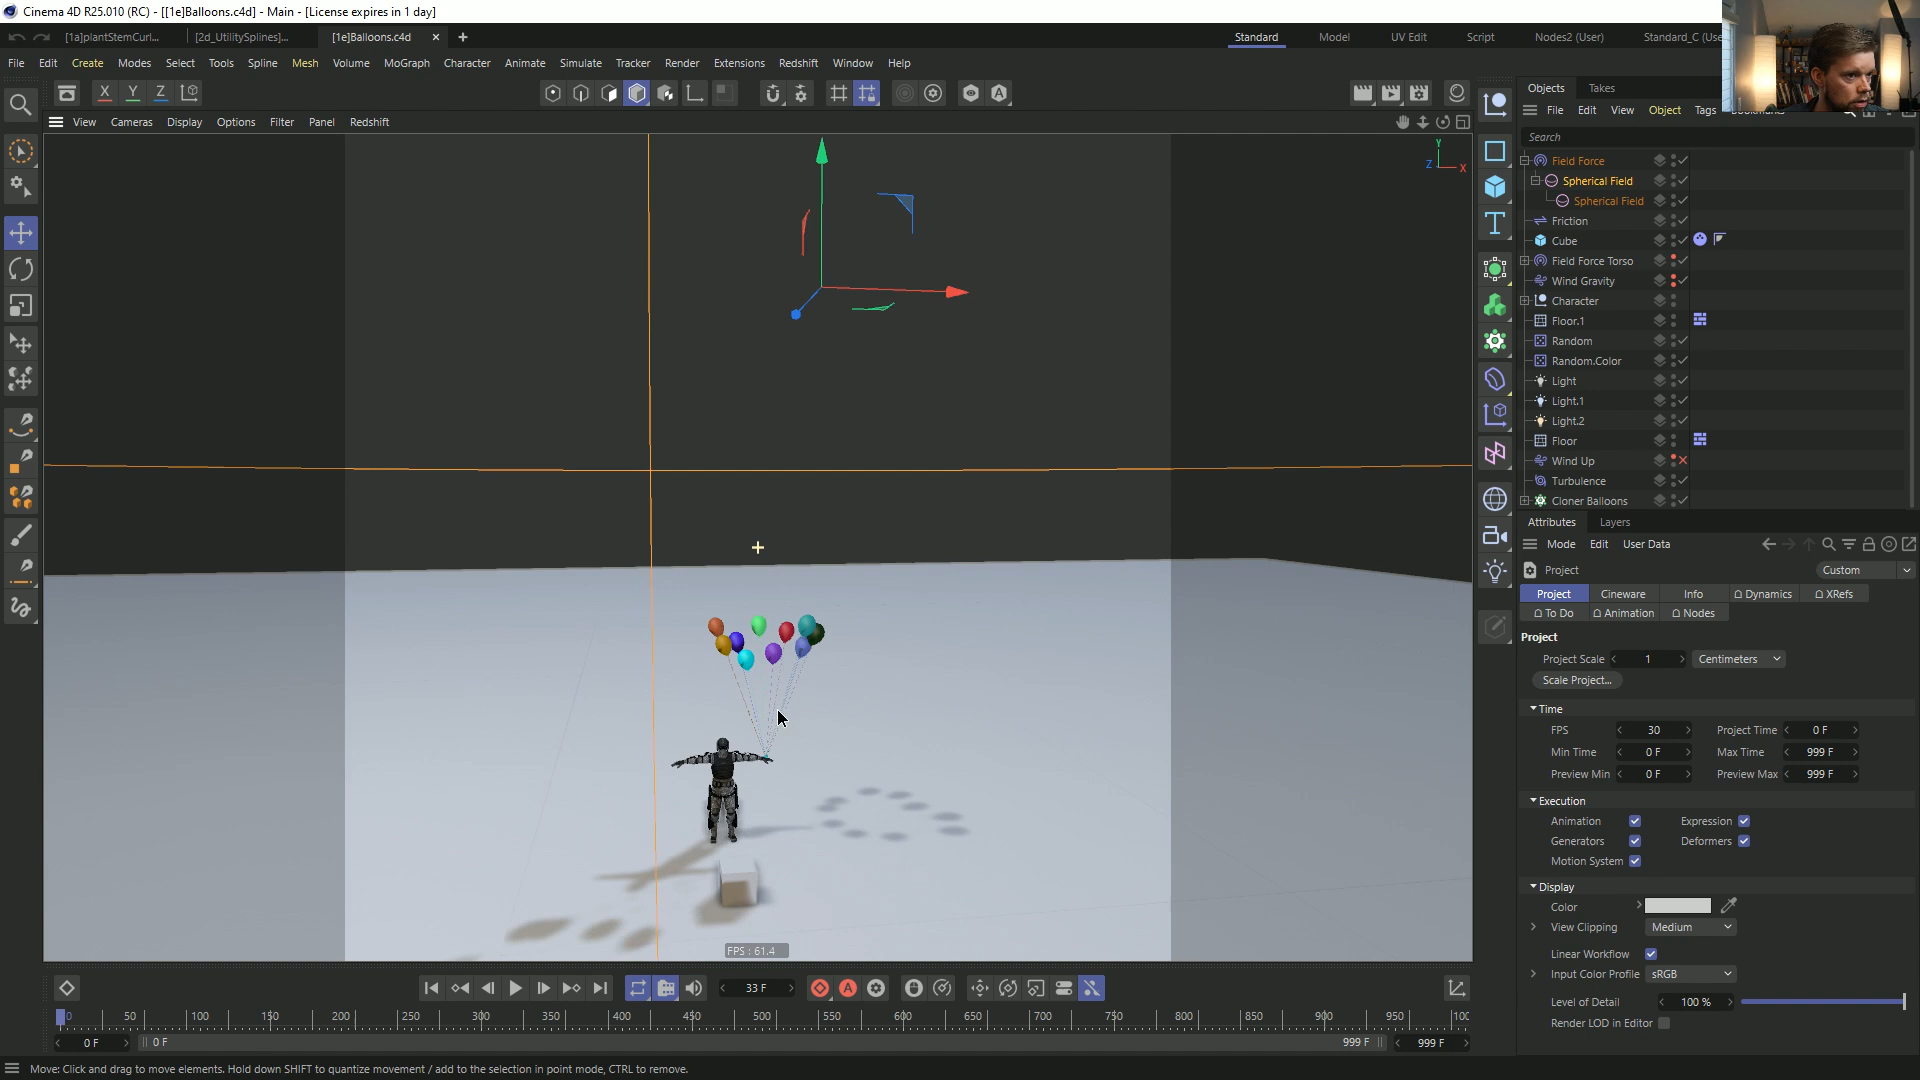 Cinema 4D R25.010 (RC) - [[1e]Balloons.c4d] - Main - [License expires in 1 day]
[1a]plantStemCurl... [2d_UtilitySplines]... [1e]Balloons.c4d × +
Standard Model UV Edit Script Nodes2 (User) Standard_C (Use
File Edit Create Modes Select Tools Spline Mesh Volume MoGraph Character Animate Simulate Tracker Render Extensions Redshift Window Help
X Y Z
View Cameras Display Options Filter Panel Redshift
Y
Z X
FPS : 61.4
Objects Takes
File Edit View Object Tags
Search
Field Force
Spherical Field
Spherical Field
Friction
Cube
Field Force Torso
Wind Gravity
Character
Floor.1
Random
Random.Color
Light
Light.1
Light.2
Floor
Wind Up
Turbulence
Cloner Balloons
Attributes Layers
Mode Edit User Data
Project Custom
Project Cineware Info Dynamics XRefs
To Do Animation Nodes
Project
Project Scale 1 Centimeters
Scale Project...
Time
FPS 30 Project Time 0 F
Min Time 0 F Max Time 999 F
Preview Min 0 F Preview Max 999 F
Execution
Animation Expression
Generators Deformers
Motion System
Display
Color
View Clipping Medium
Linear Workflow
Input Color Profile sRGB
Level of Detail 100 %
Render LOD in Editor
33 F
0 50 100 150 200 250 300 350 400 450 500 550 600 650 700 750 800 850 900 950 100
0 F 0 F 999 F 999 F
Move: Click and drag to move elements. Hold down SHIFT to quantize movement / add to the selection in point mode, CTRL to remove.